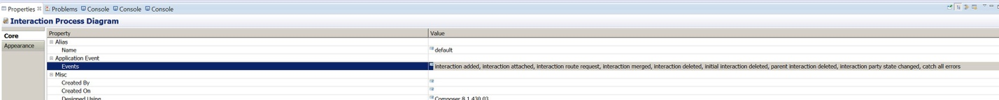 Properties Problems Console Console Console
Interaction Process Diagram
Core
Appearance
Property Value
Alias
Name default
Application Event
Events interaction added, interaction attached, interaction route request, interaction merged, interaction deleted, initial interaction deleted, parent interaction deleted, interaction party state changed, catch all errors
Misc
Created By
Created On
Designed Using Composer 8.1.430.03